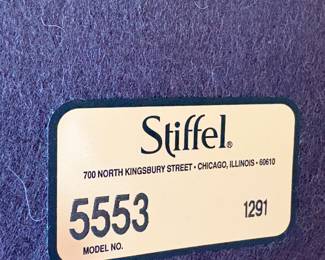 Stiffel®
700 NORTH KINGSBURY STREET • CHICAGO, ILLINOIS • 60610
5553 1291
MODEL NO.